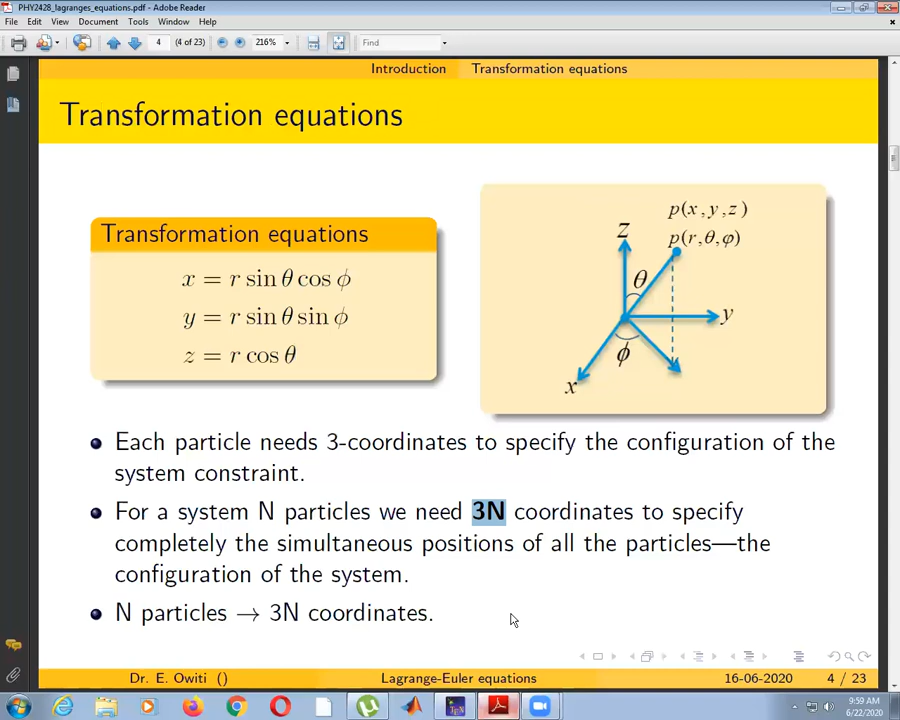 PHY2428_lagranges_equations.pdf - Adobe Reader
File Edit View Document Tools Window Help
4 (4 of 23) 216% Find
Introduction Transformation equations
Transformation equations
Transformation equations
x = r sin θ cos ϕ
y = r sin θ sin ϕ
z = r cos θ
p(x, y, z)
p(r, θ, φ)
z
θ
y
ϕ
x
Each particle needs 3-coordinates to specify the configuration of the
system constraint.
For a system N particles we need 3N coordinates to specify
completely the simultaneous positions of all the particles—the
configuration of the system.
N particles → 3N coordinates.
Dr. E. Owiti () Lagrange-Euler equations 16-06-2020 4 / 23
9:59 AM
6/22/2020